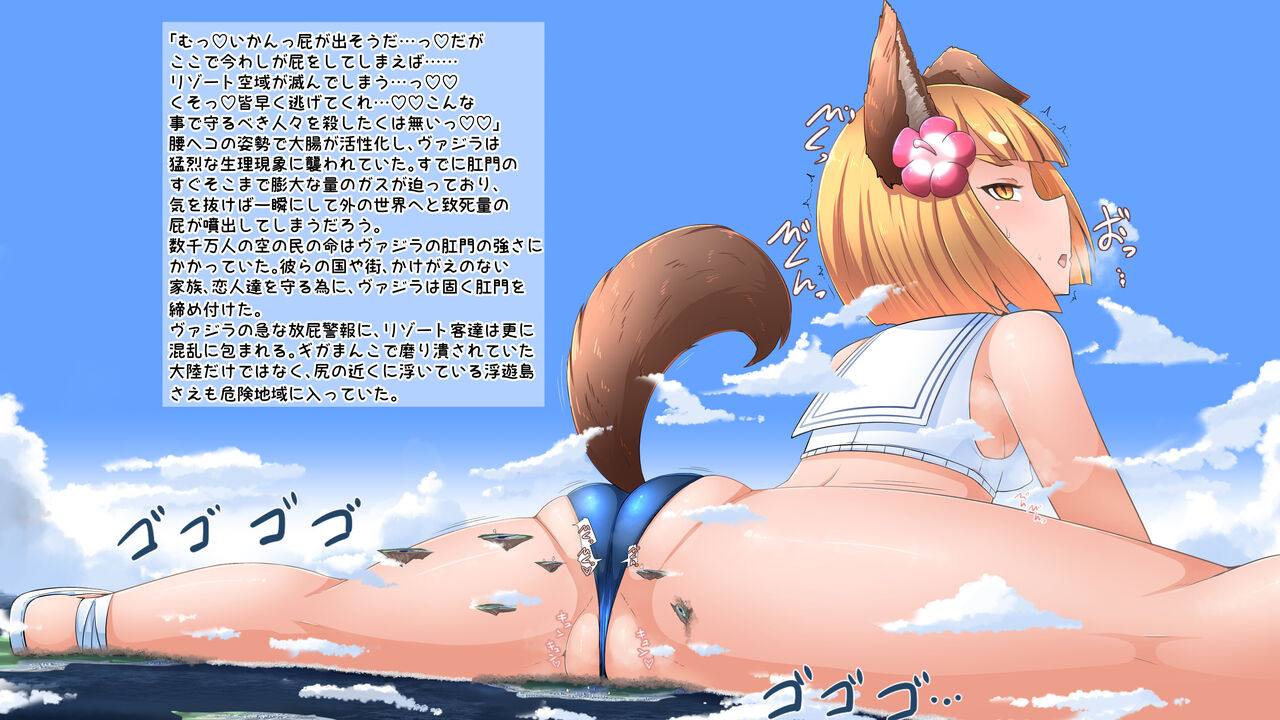 「むっ♡いかんっ屁が出そうだ…っ♡だが
ここで今わしが屁をしてしまえば……
リゾート空域が滅んでしまう…っ♡♡
くそっ♡皆早く逃げてくれ…♡♡こんな
事で守るべき人々を殺したくは無いっ♡♡」
腰ヘコの姿勢で大腸が活性化し、ヴァジラは
猛烈な生理現象に襲われていた。すでに肛門の
すぐそこまで膨大な量のガスが迫っており、
気を抜けば一瞬にして外の世界へと致死量の
屁が噴出してしまうだろう。
数千万人の空の民の命はヴァジラの肛門の強さに
かかっていた。彼らの国や街、かけがえのない
家族、恋人達を守る為に、ヴァジラは固く肛門を
締め付けた。
ヴァジラの急な放屁警報に、リゾート客達は更に
混乱に包まれる。ギガまんこで磨り潰されていた
大陸だけではなく、尻の近くに浮いている浮遊島
さえも危険地域に入っていた。
おっ…
ゴゴゴゴ
キュンキュン♡
キュンキュン♡
ゴゴゴ…